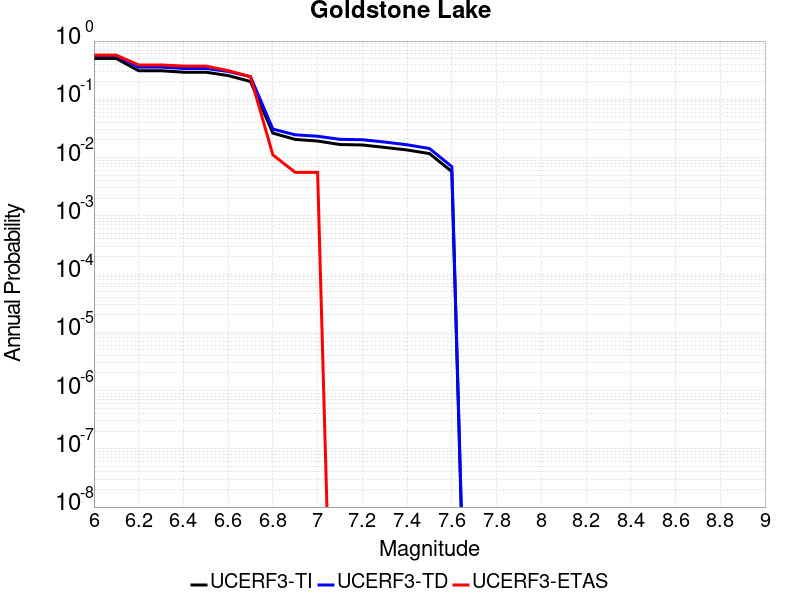 Goldstone Lake
10^0
10^-1
10^-2
10^-3
10^-4
10^-5
10^-6
10^-7
10^-8
Annual Probability
6 6.2 6.4 6.6 6.8 7 7.2 7.4 7.6 7.8 8 8.2 8.4 8.6 8.8 9
Magnitude
UCERF3-TI UCERF3-TD UCERF3-ETAS